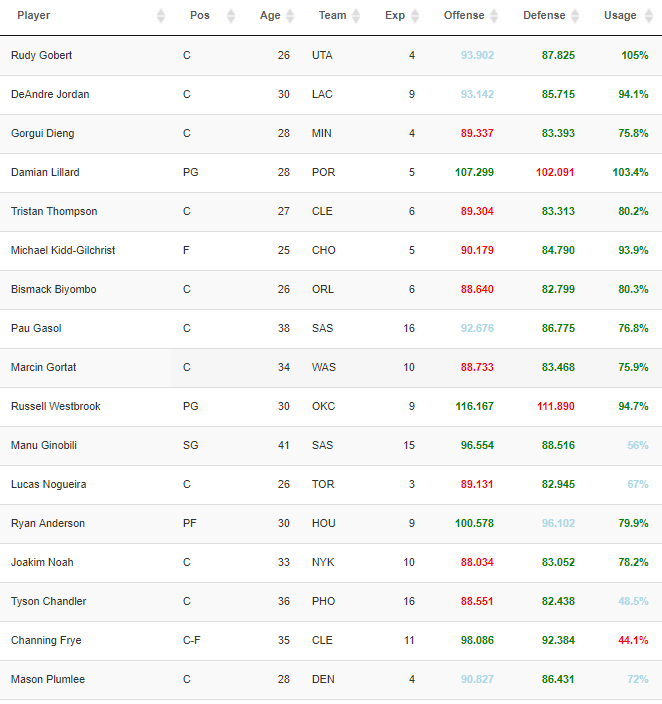 Player Pos Age Team Exp Offense Defense Usage
Rudy Gobert C 26 UTA 4 93.902 87.825 105%
DeAndre Jordan C 30 LAC 9 93.142 85.715 94.1%
Gorgui Dieng C 28 MIN 4 89.337 83.393 75.8%
Damian Lillard PG 28 POR 5 107.299 102.091 103.4%
Tristan Thompson C 27 CLE 6 89.304 83.313 80.2%
Michael Kidd-Gilchrist F 25 CHO 5 90.179 84.790 93.9%
Bismack Biyombo C 26 ORL 6 88.640 82.799 80.3%
Pau Gasol C 38 SAS 16 92.676 86.775 76.8%
Marcin Gortat C 34 WAS 10 88.733 83.468 75.9%
Russell Westbrook PG 30 OKC 9 116.167 111.890 94.7%
Manu Ginobili SG 41 SAS 15 96.554 88.516 56%
Lucas Nogueira C 26 TOR 3 89.131 82.945 67%
Ryan Anderson PF 30 HOU 9 100.578 96.102 79.9%
Joakim Noah C 33 NYK 10 88.034 83.052 78.2%
Tyson Chandler C 36 PHO 16 88.551 82.438 48.5%
Channing Frye C-F 35 CLE 11 98.086 92.384 44.1%
Mason Plumlee C 28 DEN 4 90.827 86.431 72%